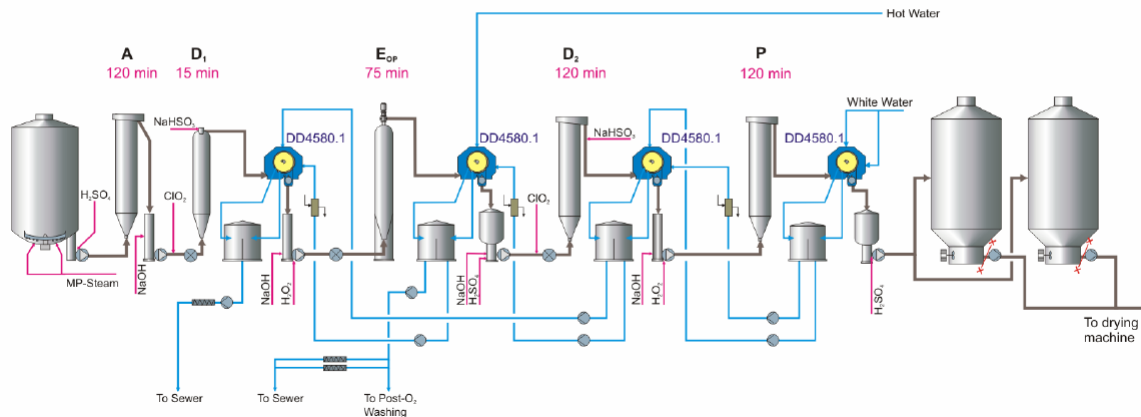 Hot Water
A
120 min
D₁
15 min
E_OP
75 min
D₂
120 min
P
120 min
NaHSO₃
DD4580.1
DD4580.1
NaHSO₃
DD4580.1
DD4580.1
White Water
H₂SO₄
ClO₂
ClO₂
MP-Steam
NaOH
NaOH
H₂O₂
NaOH
H₂SO₄
NaOH
H₂O₂
H₂SO₄
To drying
machine
To Sewer
To Sewer
To Post-O₂
Washing